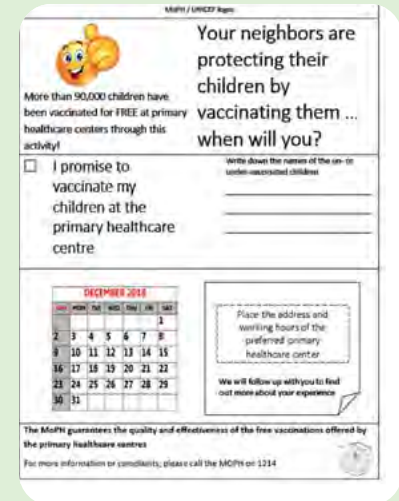 MoPH / UNICEF logos
Your neighbors are
protecting their
children by
vaccinating them ...
when will you?
More than 90,000 children have
been vaccinated for FREE at primary
healthcare centers through this
activity!
I promise to
vaccinate my
children at the
primary healthcare
centre
Write down the names of the un- or
under-vaccinated children
DECEMBER 2018
SUN MON TUE WED THU FRI SAT
1
2 3 4 5 6 7 8
9 10 11 12 13 14 15
16 17 18 19 20 21 22
23 24 25 26 27 28 29
30 31
Place the address and
working hours of the
preferred primary
healthcare center
We will follow up with you to find
out more about your experience
The MoPH guarantees the quality and effectiveness of the free vaccinations offered by
the primary healthcare centres
For more information or complaints, please call the MOPH on 1214